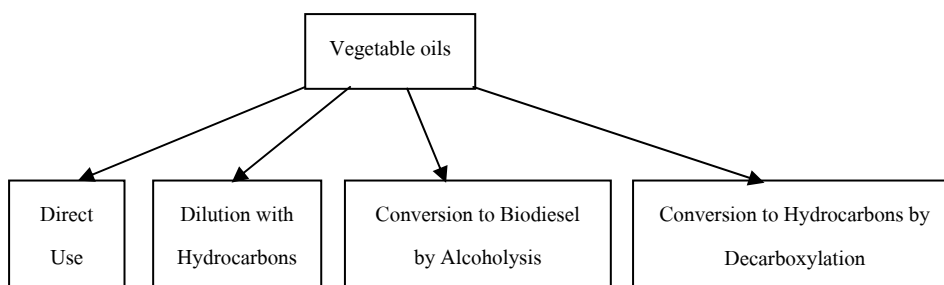 Vegetable oils
Direct
Use
Dilution with
Hydrocarbons
Conversion to Biodiesel
by Alcoholysis
Conversion to Hydrocarbons by
Decarboxylation